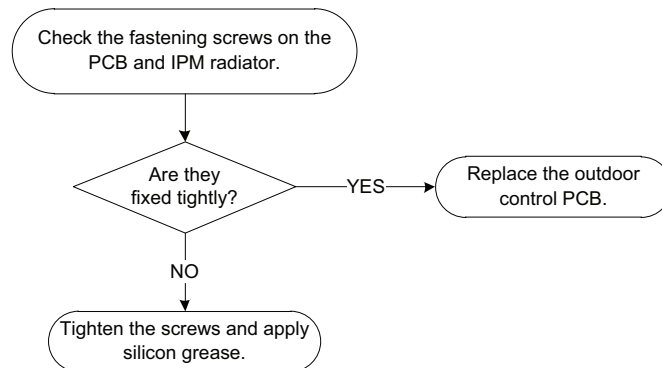 Check the fastening screws on the
PCB and IPM radiator.
Are they
fixed tightly?
YES
Replace the outdoor
control PCB.
NO
Tighten the screws and apply
silicon grease.